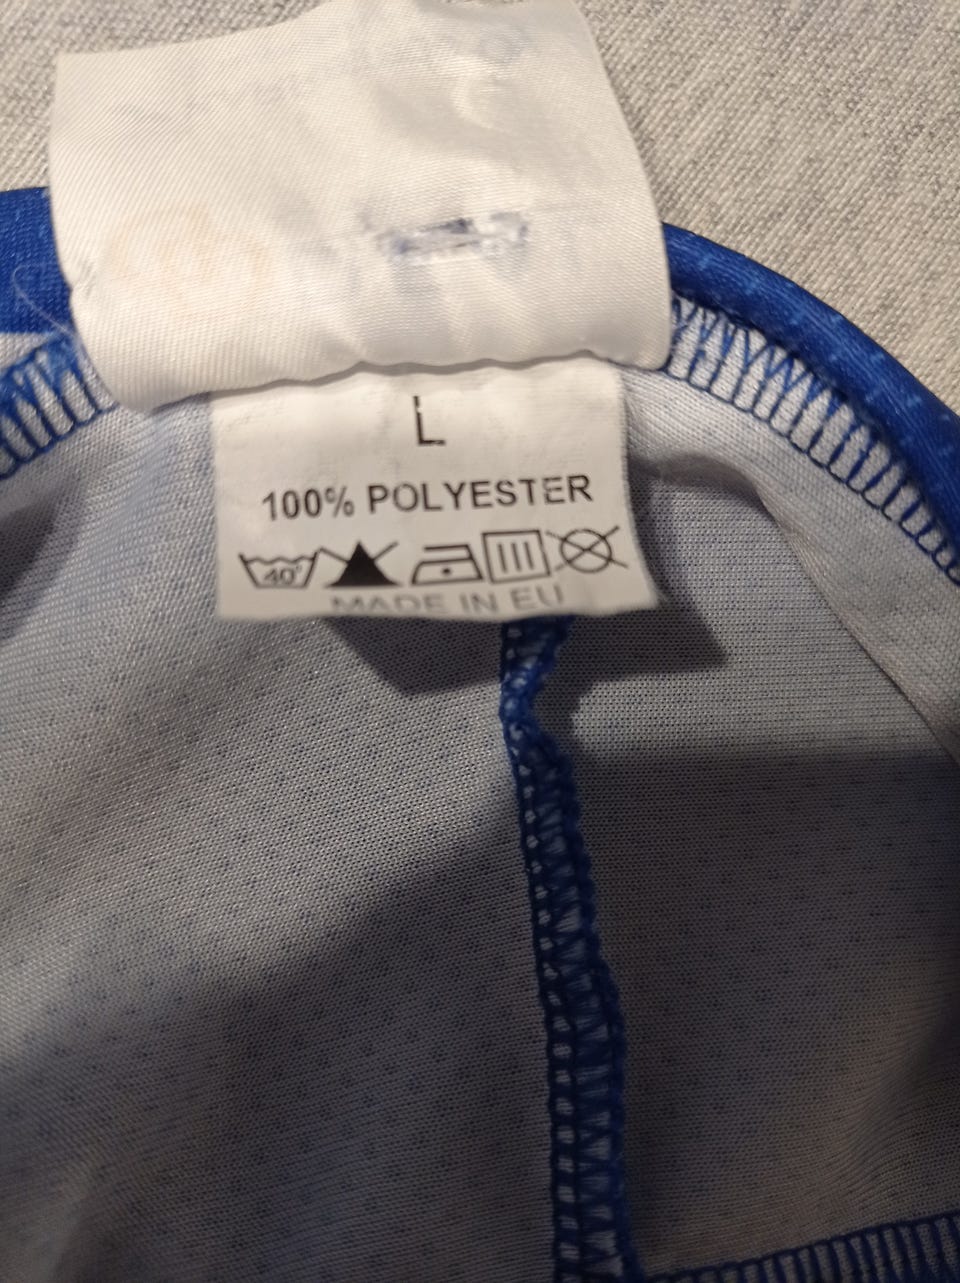 L
100% POLYESTER
40°
MADE IN EU